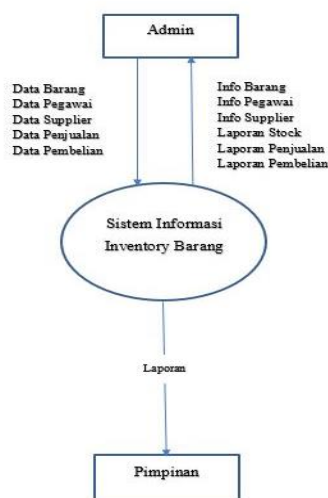 Admin
Data Barang
Data Pegawai
Data Supplier
Data Penjualan
Data Pembelian
Info Barang
Info Pegawai
Info Supplier
Laporan Stock
Laporan Penjualan
Laporan Pembelian
Sistem Informasi
Inventory Barang
Laporan
Pimpinan